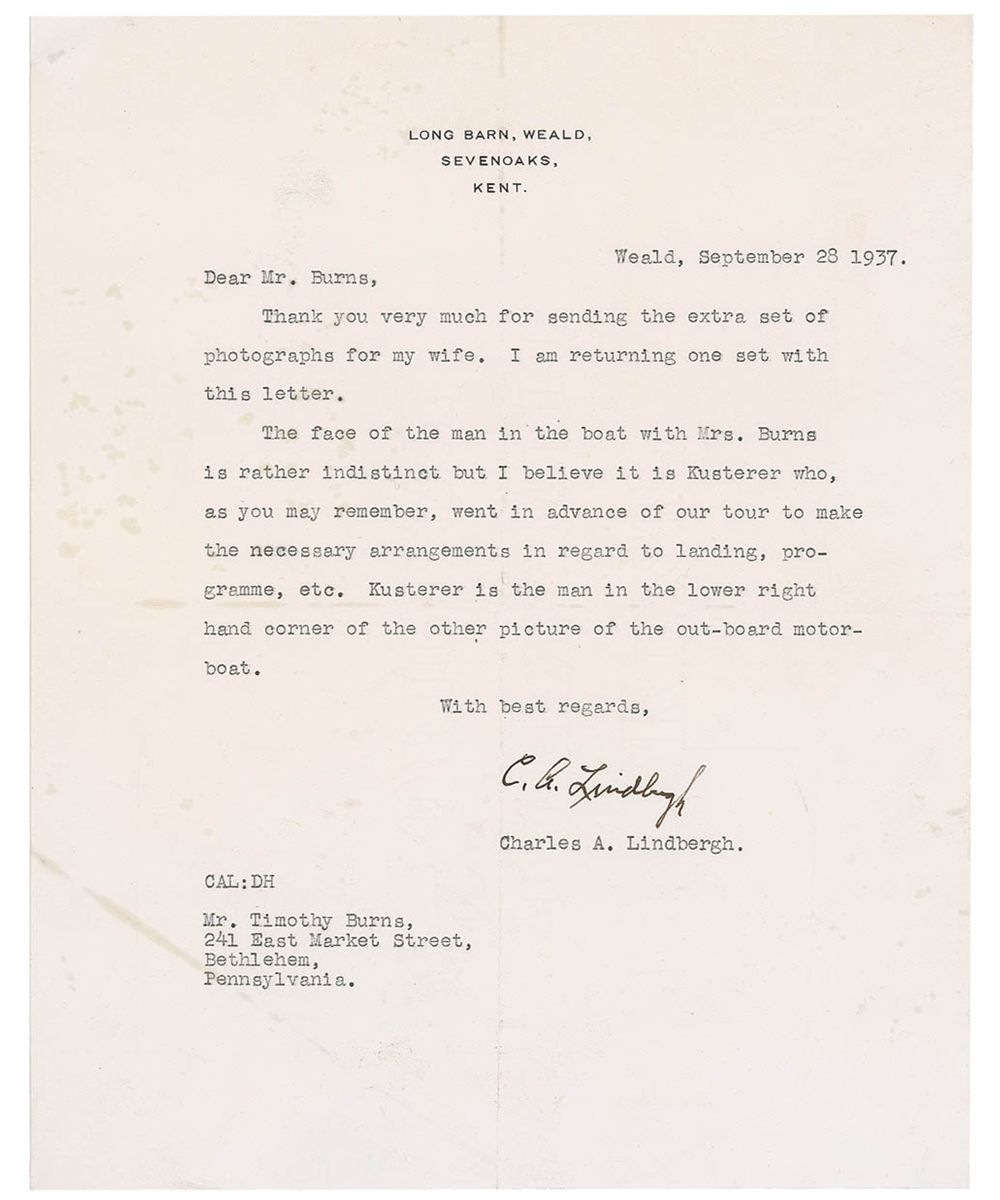 LONG BARN, WEALD,
SEVENOAKS,
KENT.
Weald, September 28 1937.
Dear Mr. Burns,
Thank you very much for sending the extra set of
photographs for my wife. I am returning one set with
this letter.
The face of the man in the boat with Mrs. Burns
is rather indistinct but I believe it is Kusterer who,
as you may remember, went in advance of our tour to make
the necessary arrangements in regard to landing, pro-
gramme, etc. Kusterer is the man in the lower right
hand corner of the other picture of the out-board motor-
boat.
With best regards,
C. A. Lindbergh
Charles A. Lindbergh.
CAL:DH
Mr. Timothy Burns,
241 East Market Street,
Bethlehem,
Pennsylvania.